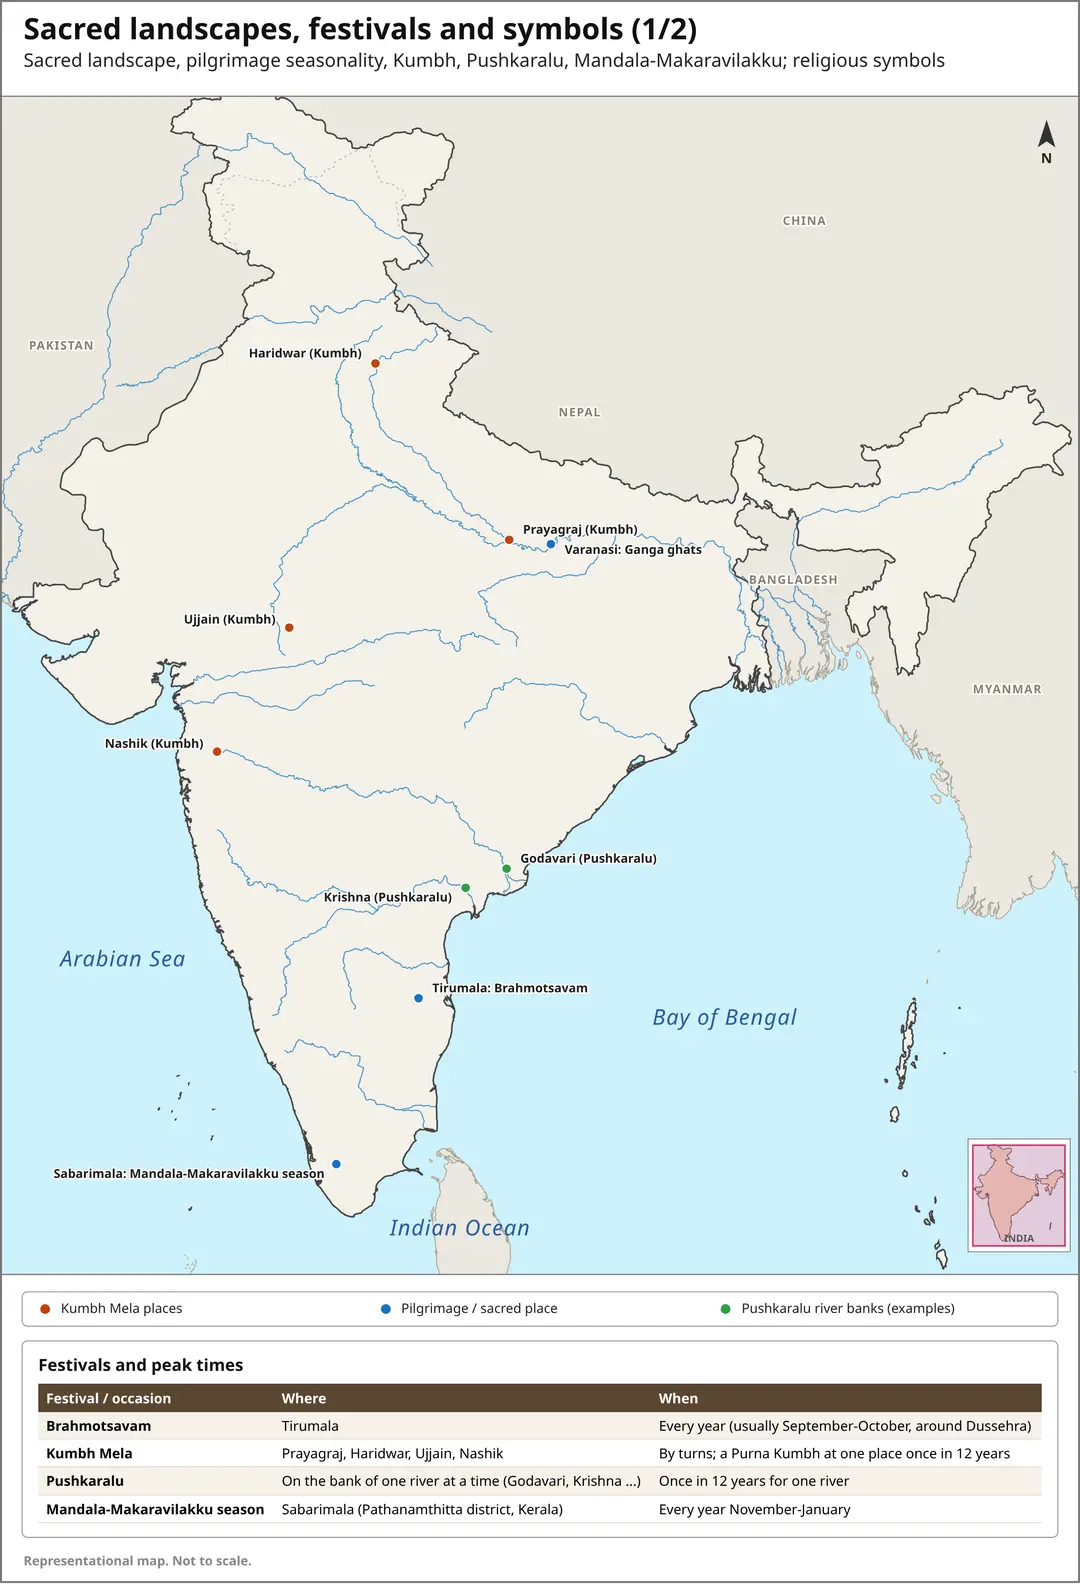 Sacred landscapes, festivals and symbols (1/2)
Sacred landscape, pilgrimage seasonality, Kumbh, Pushkaralu, Mandala-Makaravilakku; religious symbols
N
CHINA
PAKISTAN
Haridwar (Kumbh)
NEPAL
Prayagraj (Kumbh)
Varanasi: Ganga ghats
BANGLADESH
Ujjain (Kumbh)
MYANMAR
Nashik (Kumbh)
Godavari (Pushkaralu)
Krishna (Pushkaralu)
Arabian Sea
Tirumala: Brahmotsavam
Bay of Bengal
Sabarimala: Mandala-Makaravilakku season
Indian Ocean
INDIA
Kumbh Mela places
Pilgrimage / sacred place
Pushkaralu river banks (examples)
Festivals and peak times
Festival / occasion Where When
Brahmotsavam Tirumala Every year (usually September-October, around Dussehra)
Kumbh Mela Prayagraj, Haridwar, Ujjain, Nashik By turns; a Purna Kumbh at one place once in 12 years
Pushkaralu On the bank of one river at a time (Godavari, Krishna ...) Once in 12 years for one river
Mandala-Makaravilakku season Sabarimala (Pathanamthitta district, Kerala) Every year November-January
Representational map. Not to scale.